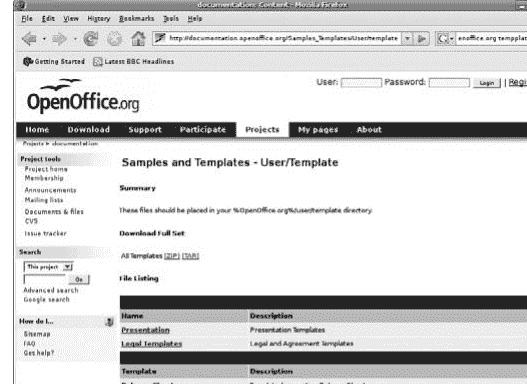 documentation: Content - Mozilla Firefox
File Edit View History Bookmarks Tools Help
http://documentation.openoffice.org/Samples_Templates/User/template
enoffice.org tempplat
Getting Started Latest BBC Headlines
User: Password: Login | Regi
OpenOffice.org
Home Download Support Participate Projects My pages About
Projects > documentation
Project tools
Project home
Membership
Announcements
Mailing lists
Documents & files
CVS
Issue tracker
Search
This project
Go
Advanced search
Google search
How do I...
Sitemap
FAQ
Get help?
Samples and Templates - User/Template
Summary
These files should be placed in your %OpenOffice.org%/user/template directory.
Download Full Set
All Templates [ZIP] [TAR]
File Listing
Name Description
Presentation Presentation Templates
Legal Templates Legal and Agreement Templates
Template Description